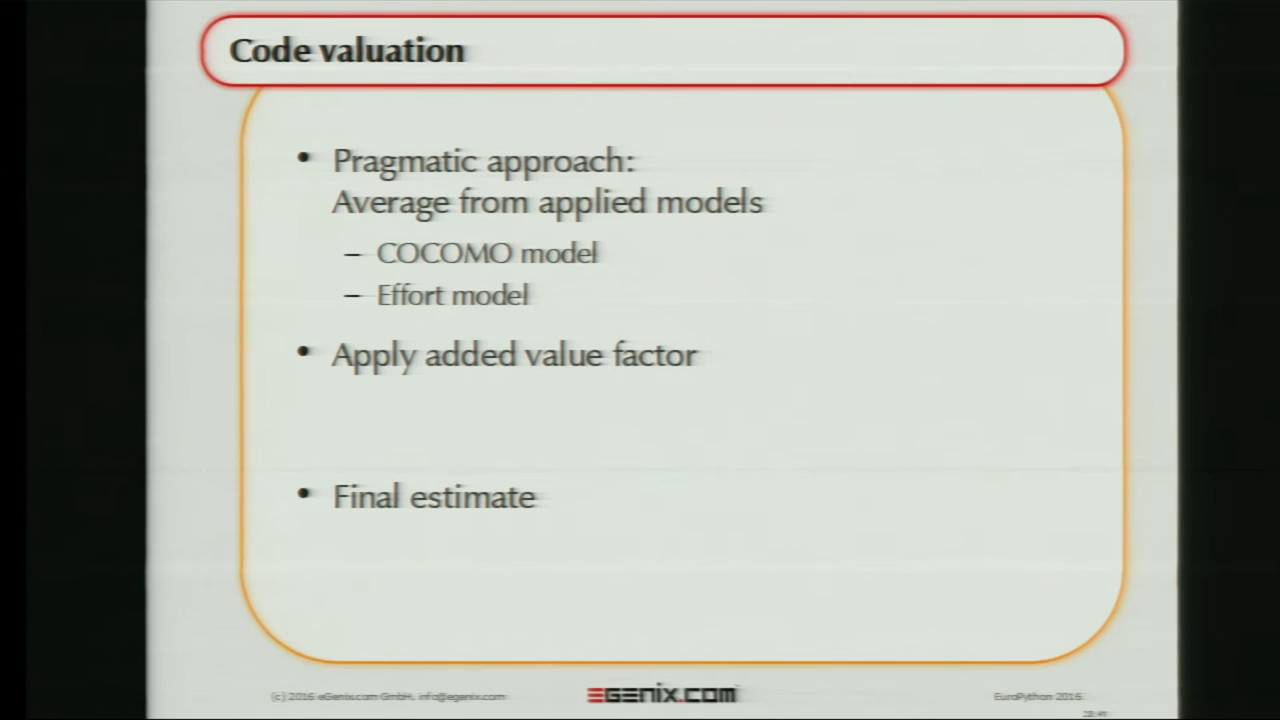 Code valuation
• Pragmatic approach:
Average from applied models
– COCOMO model
– Effort model
• Apply added value factor
• Final estimate
(c) 2016 eGenix.com GmbH, info@egenix.com
EGENIX.COM
EuroPython 2016